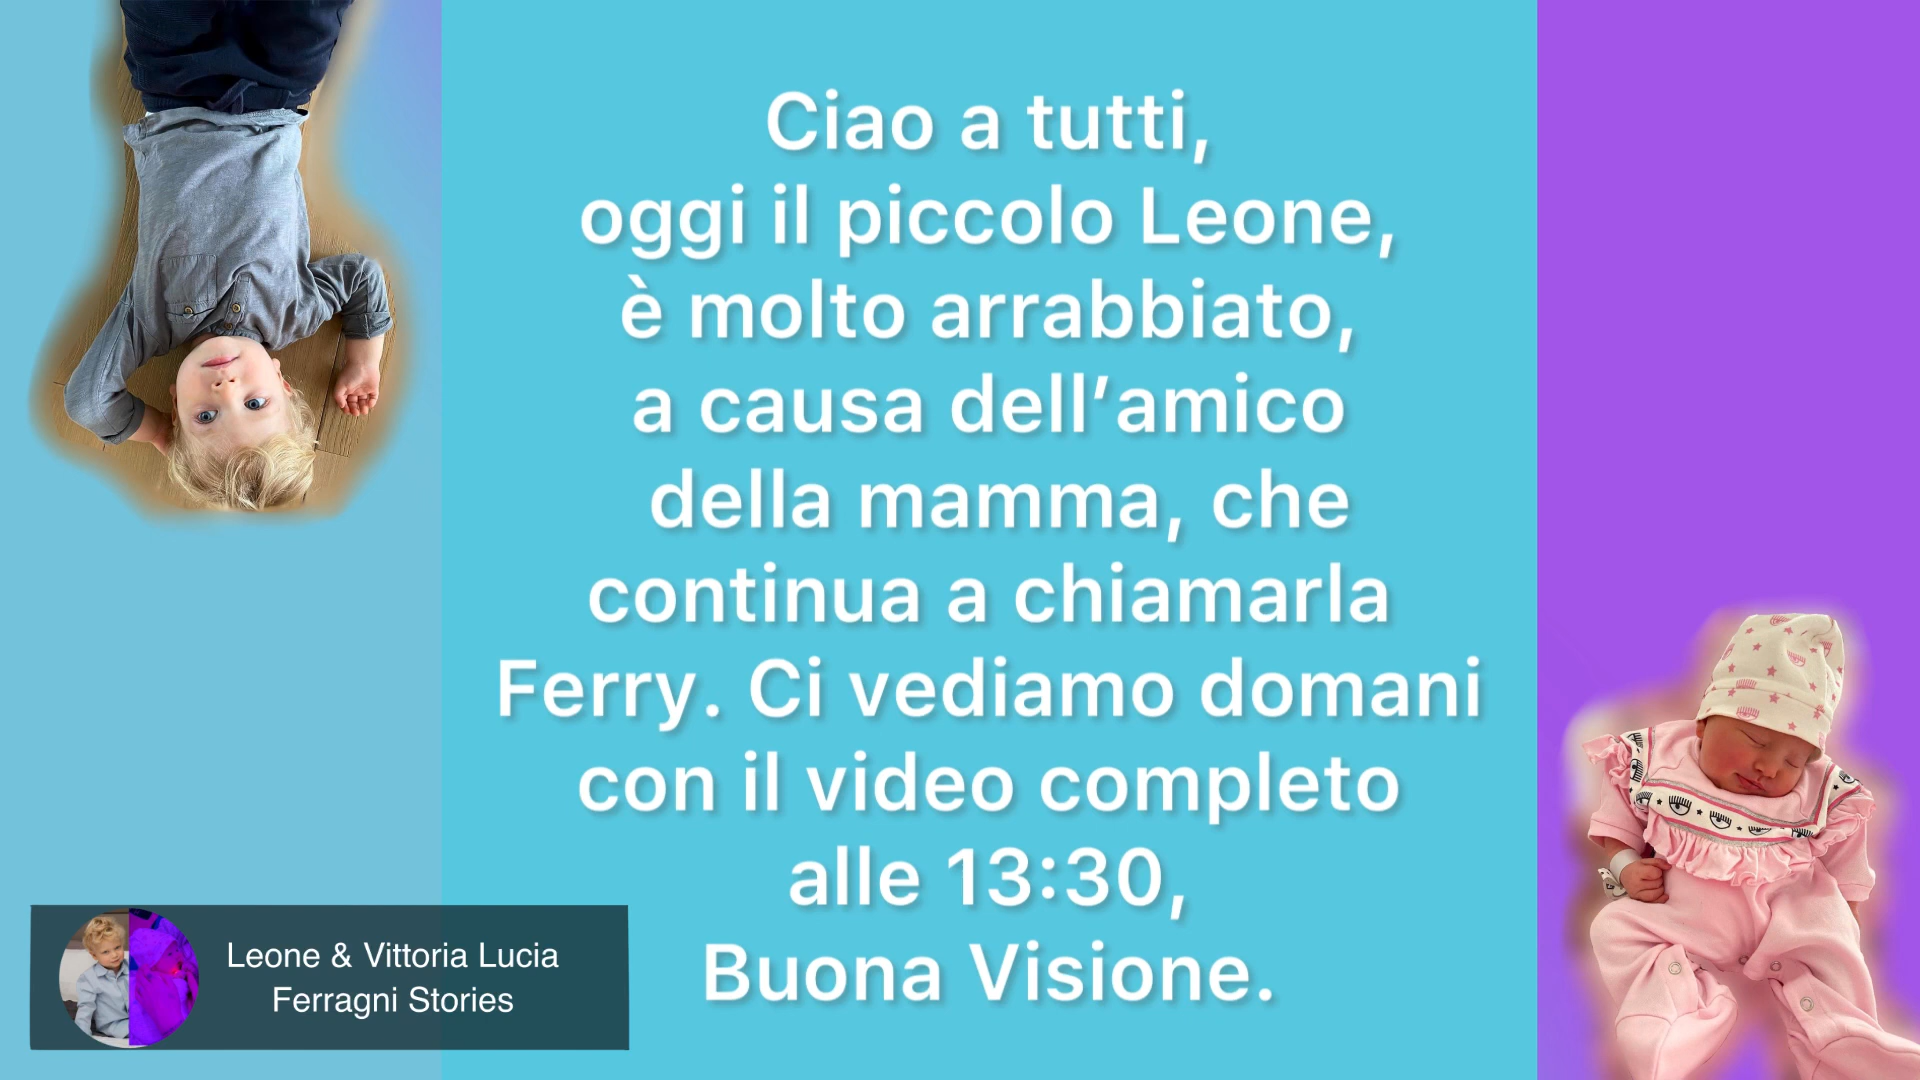 Ciao a tutti,
oggi il piccolo Leone,
è molto arrabbiato,
a causa dell’amico
della mamma, che
continua a chiamarla
Ferry. Ci vediamo domani
con il video completo
alle 13:30,
Buona Visione.
Leone & Vittoria Lucia
Ferragni Stories